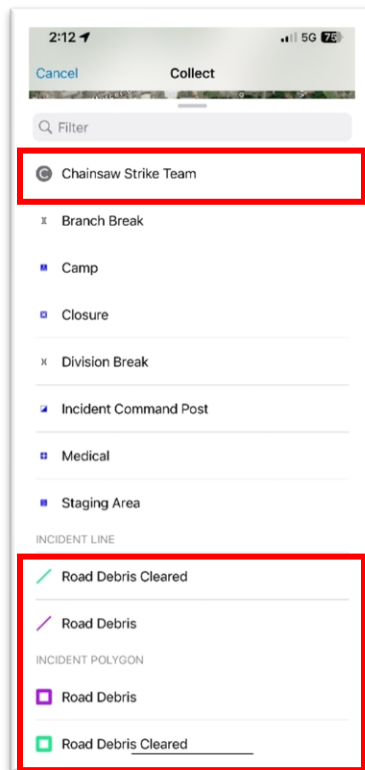 2:12
5G 75
Cancel
Collect
Filter
C Chainsaw Strike Team
Branch Break
Camp
Closure
Division Break
Incident Command Post
Medical
Staging Area
INCIDENT LINE
Road Debris Cleared
Road Debris
INCIDENT POLYGON
Road Debris
Road Debris Cleared